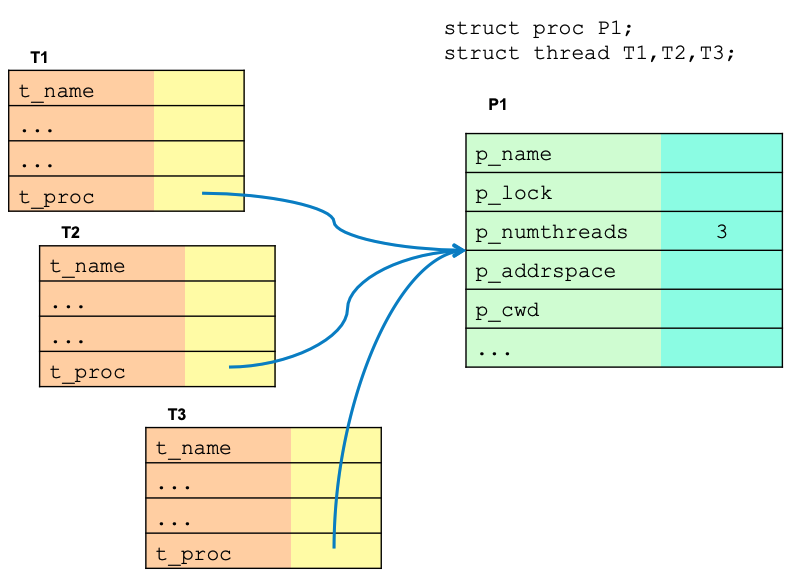 struct proc P1;
struct thread T1,T2,T3;
T1
t_name
...
...
t_proc
T2
t_name
...
...
t_proc
T3
t_name
...
...
t_proc
P1
p_name
p_lock
p_numthreads 3
p_addrspace
p_cwd
...